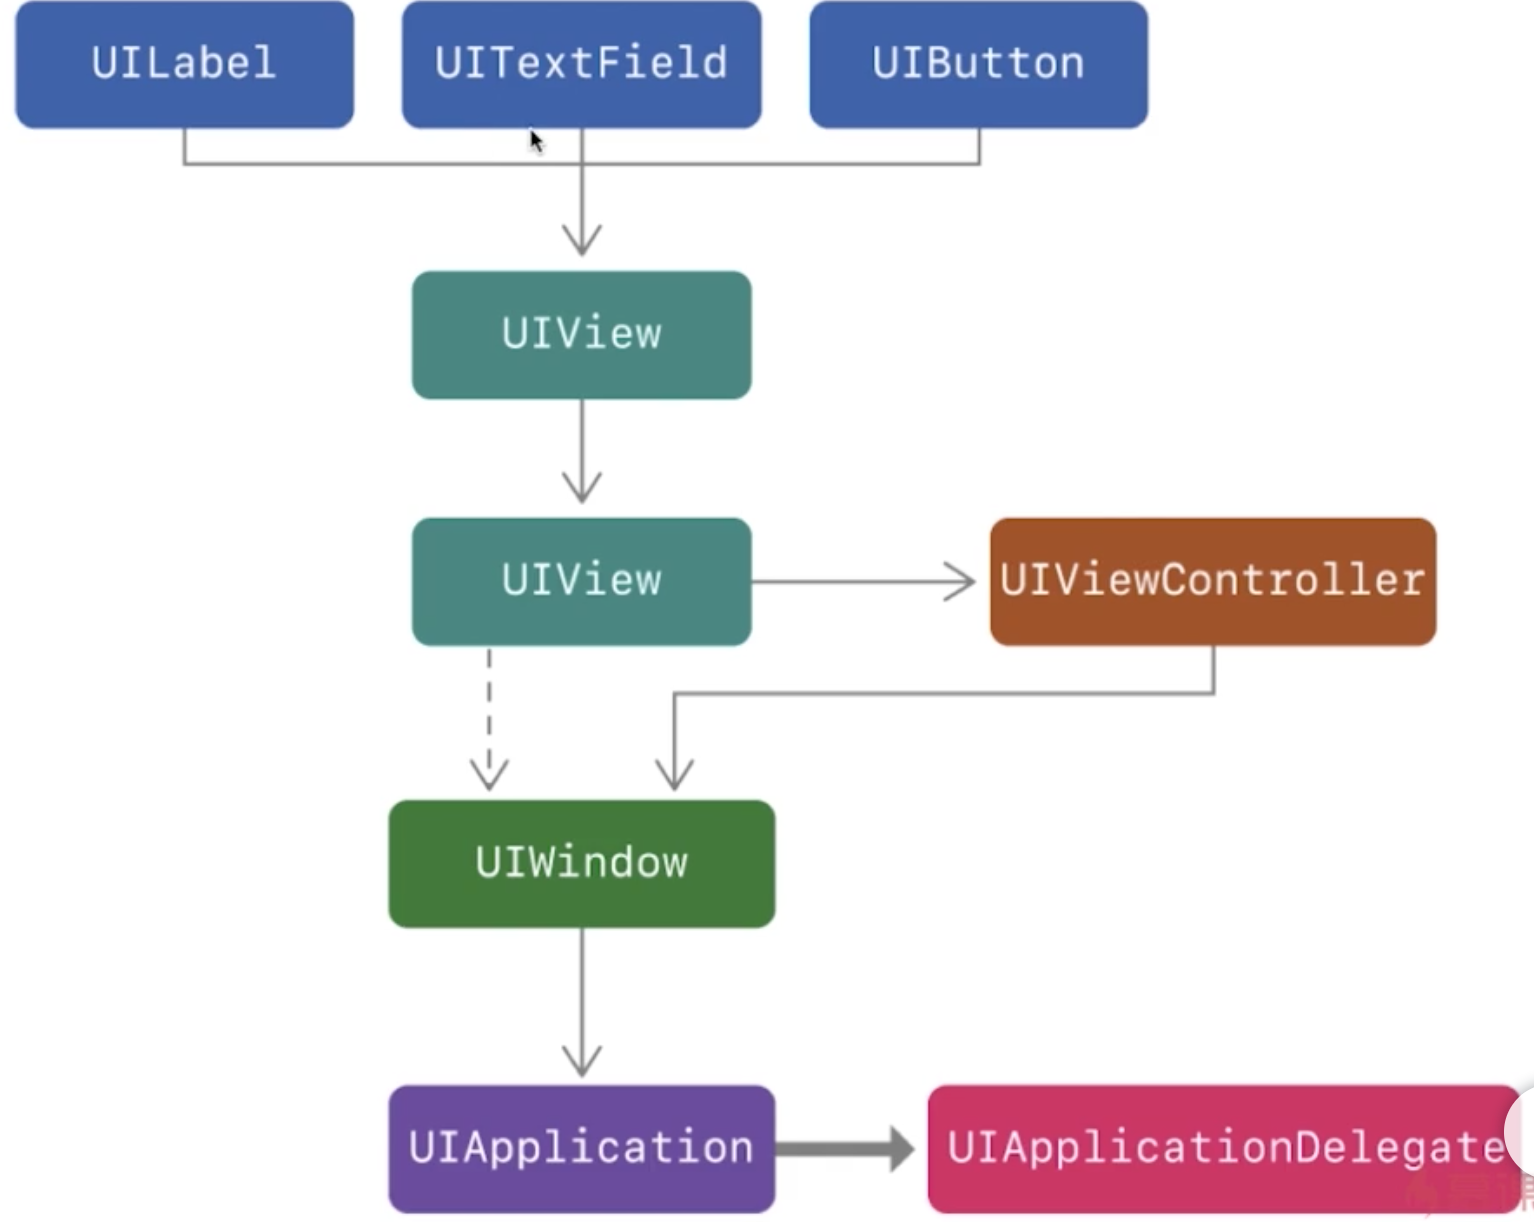 UILabel
UITextField
UIButton
UIView
UIView
UIViewController
UIWindow
UIApplication
UIApplicationDelegate